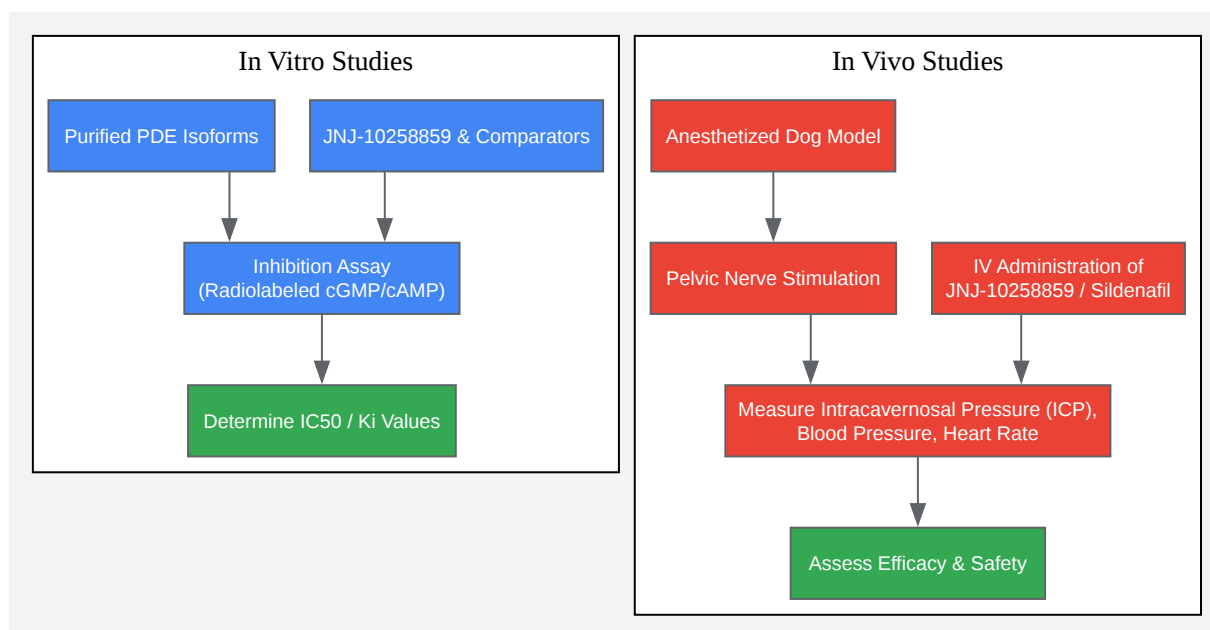 In Vitro Studies
Purified PDE Isoforms
JNJ-10258859 & Comparators
Inhibition Assay
(Radiolabeled cGMP/cAMP)
Determine IC50 / Ki Values
In Vivo Studies
Anesthetized Dog Model
Pelvic Nerve Stimulation
IV Administration of
JNJ-10258859 / Sildenafil
Measure Intracavernosal Pressure (ICP),
Blood Pressure, Heart Rate
Assess Efficacy & Safety